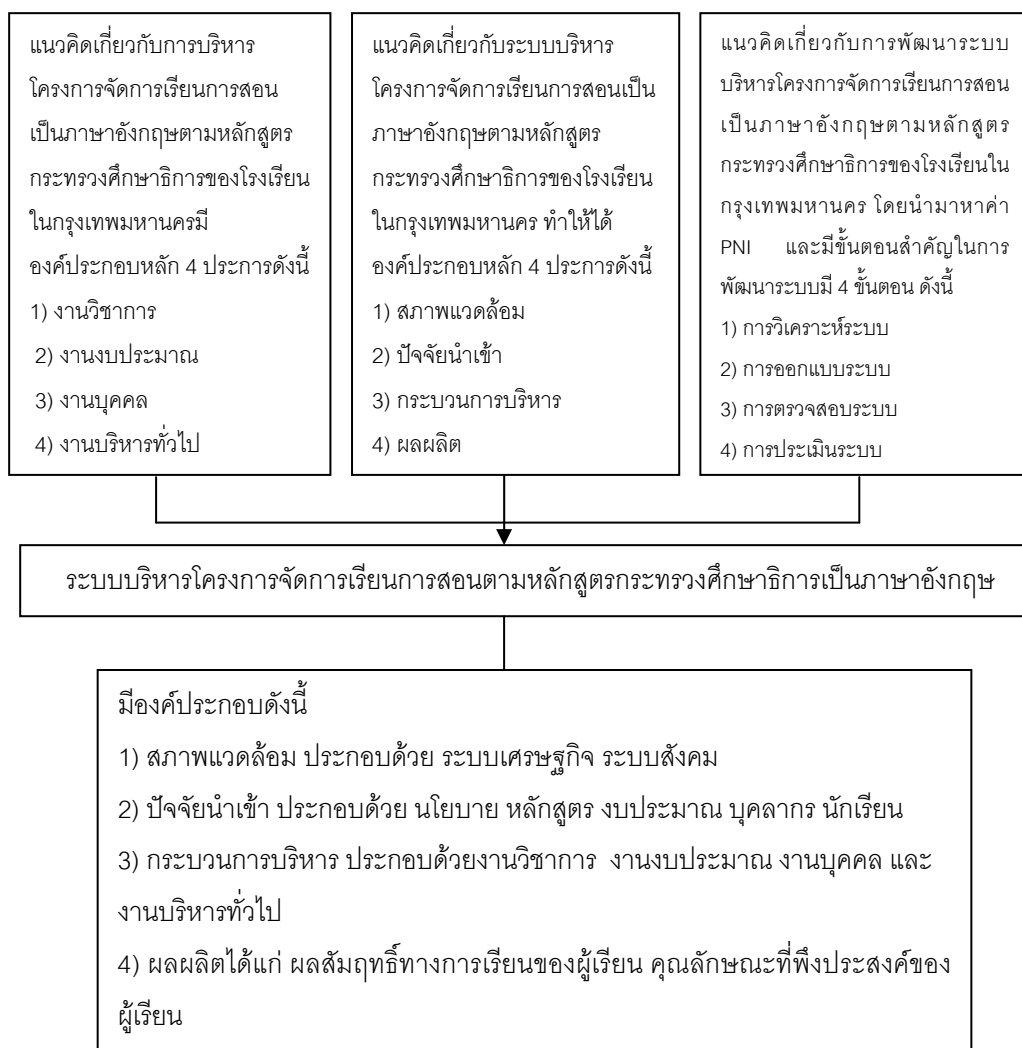 แนวคิดเกี่ยวกับการบริหาร
โครงการจัดการเรียนการสอน
เป็นภาษาอังกฤษตามหลักสูตร
กระทรวงศึกษาธิการของโรงเรียน
ในกรุงเทพมหานครมี
องค์ประกอบหลัก 4 ประการดังนี้
1) งานวิชาการ
2) งานงบประมาณ
3) งานบุคคล
4) งานบริหารทั่วไป
แนวคิดเกี่ยวกับระบบบริหาร
โครงการจัดการเรียนการสอนเป็น
ภาษาอังกฤษตามหลักสูตร
กระทรวงศึกษาธิการของโรงเรียน
ในกรุงเทพมหานคร ทำให้ได้
องค์ประกอบหลัก 4 ประการดังนี้
1) สภาพแวดล้อม
2) ปัจจัยนำเข้า
3) กระบวนการบริหาร
4) ผลผลิต
แนวคิดเกี่ยวกับการพัฒนาระบบ
บริหารโครงการจัดการเรียนการสอน
เป็นภาษาอังกฤษตามหลักสูตร
กระทรวงศึกษาธิการของโรงเรียนใน
กรุงเทพมหานคร โดยนำมาหาค่า
PNI และมีขั้นตอนสำคัญในการ
พัฒนาระบบมี 4 ขั้นตอน ดังนี้
1) การวิเคราะห์ระบบ
2) การออกแบบระบบ
3) การตรวจสอบระบบ
4) การประเมินระบบ
ระบบบริหารโครงการจัดการเรียนการสอนตามหลักสูตรกระทรวงศึกษาธิการเป็นภาษาอังกฤษ
มีองค์ประกอบดังนี้
1) สภาพแวดล้อม ประกอบด้วย ระบบเศรษฐกิจ ระบบสังคม
2) ปัจจัยนำเข้า ประกอบด้วย นโยบาย หลักสูตร งบประมาณ บุคลากร นักเรียน
3) กระบวนการบริหาร ประกอบด้วยงานวิชาการ งานงบประมาณ งานบุคคล และ
งานบริหารทั่วไป
4) ผลผลิตได้แก่ ผลสัมฤทธิ์ทางการเรียนของผู้เรียน คุณลักษณะที่พึงประสงค์ของ
ผู้เรียน